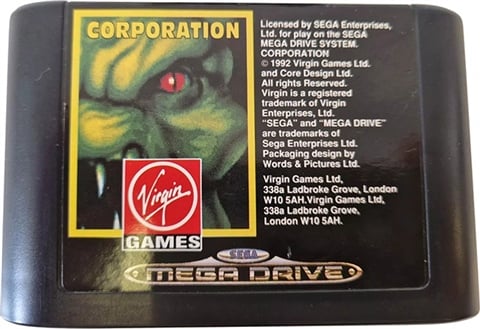 CORPORATION
Virgin
GAMES
Licensed by SEGA Enterprises,
Ltd. for play on the SEGA
MEGA DRIVE SYSTEM.
CORPORATION
© 1992 Virgin Games Ltd.
and Core Design Ltd.
All rights Reserved.
Virgin is a registered
trademark of Virgin
Enterprises, Ltd.
"SEGA" and "MEGA DRIVE"
are trademarks of
Sega Enterprises Ltd.
Packaging design by
Words & Pictures Ltd.
Virgin Games Ltd,
338a Ladbroke Grove, London
W10 5AH.Virgin Games Ltd,
338a Ladbroke Grove,
London W10 5AH.
SEGA
MEGA DRIVE